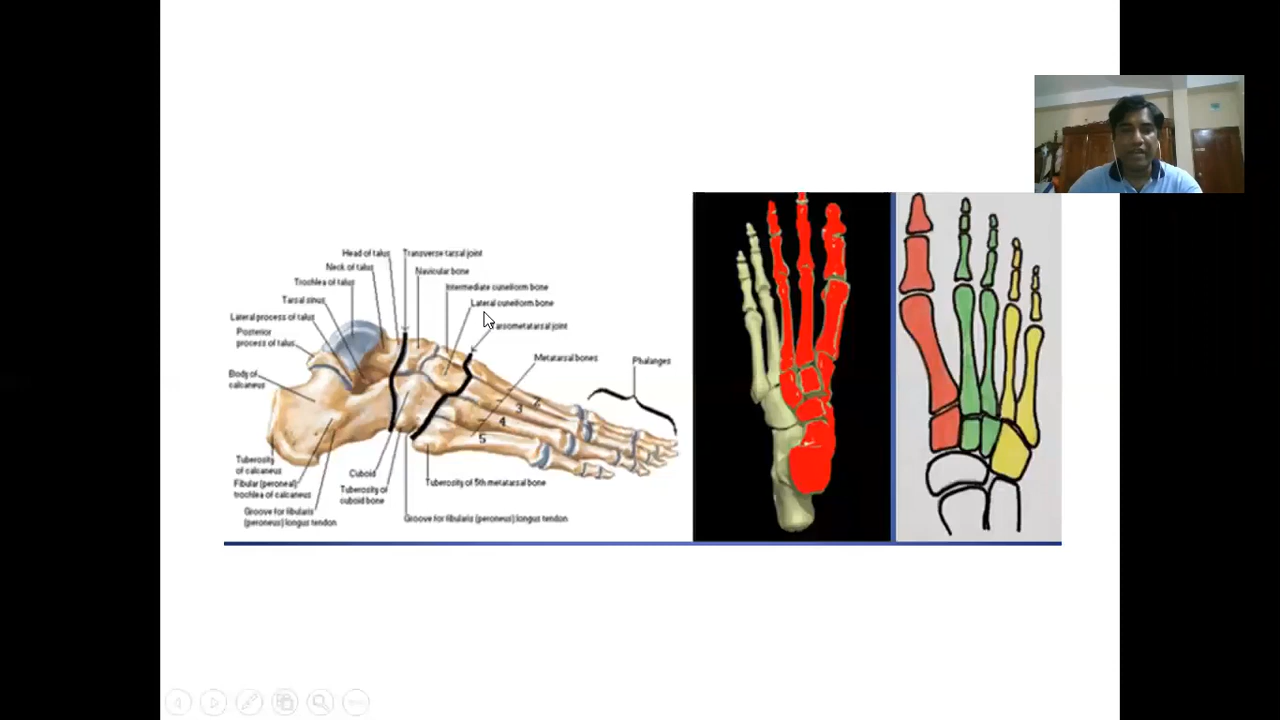 Head of talus
Transverse tarsal joint
Neck of talus
Navicular bone
Trochlea of talus
Intermediate cuneiform bone
Tarsal sinus
Lateral cuneiform bone
Lateral process of talus
Tarsometatarsal joint
Posterior
process of talus
Metatarsal bones
Phalanges
Body of
calcaneus
2
3
4
5
Tuberosity
of calcaneus
Cuboid
Fibular (peroneal)
trochlea of calcaneus
Tuberosity of
cuboid bone
Tuberosity of 5th metatarsal bone
Groove for fibularis
(peroneus) longus tendon
Groove for fibularis (peroneus) longus tendon